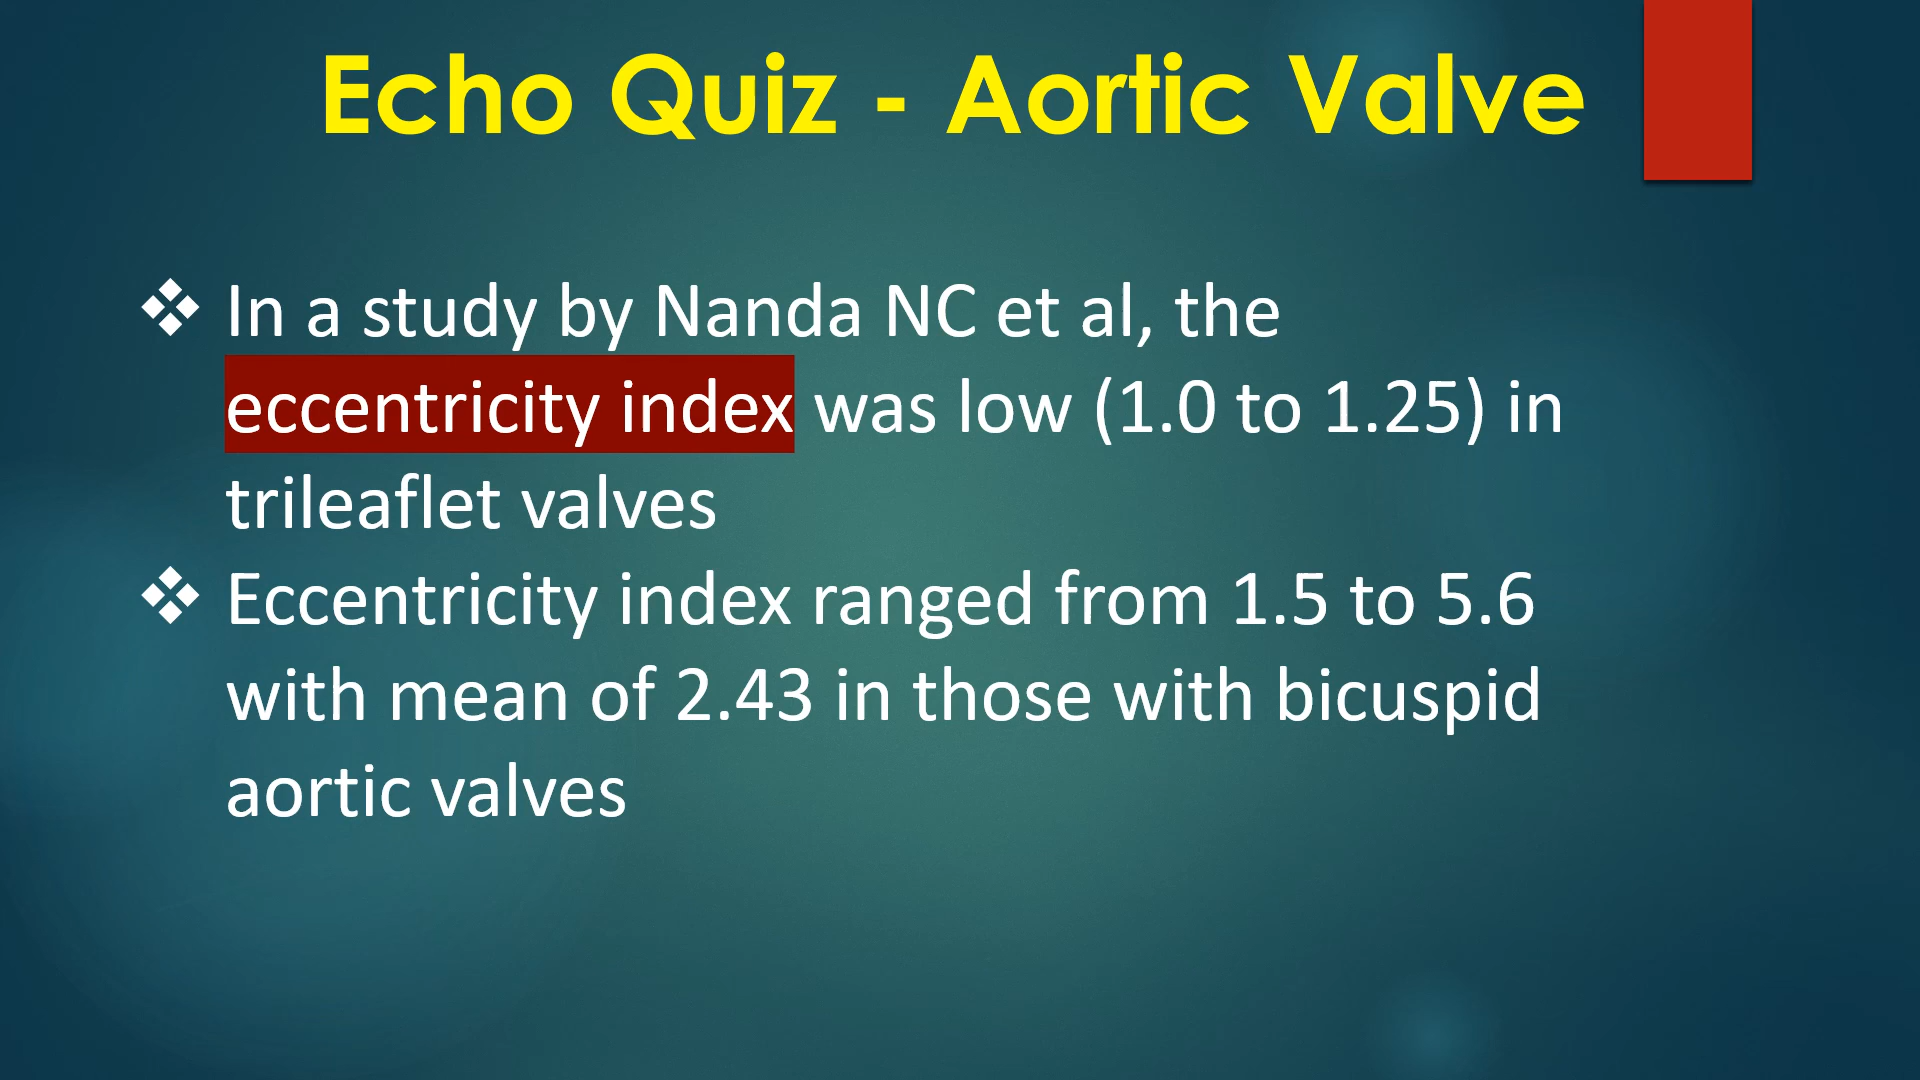 Echo Quiz - Aortic Valve
❖ In a study by Nanda NC et al, the
eccentricity index was low (1.0 to 1.25) in
trileaflet valves
❖ Eccentricity index ranged from 1.5 to 5.6
with mean of 2.43 in those with bicuspid
aortic valves